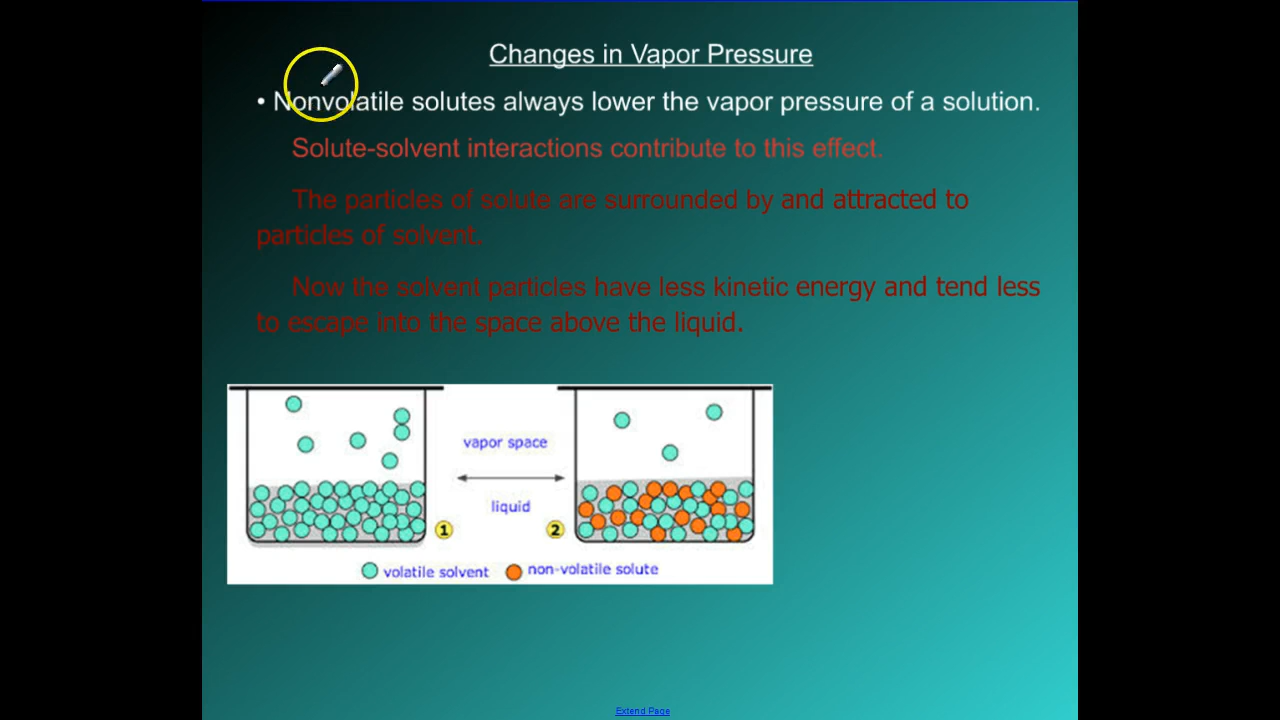 Changes in Vapor Pressure
• Nonvolatile solutes always lower the vapor pressure of a solution.
Solute-solvent interactions contribute to this effect.
The particles of solute are surrounded by and attracted to
particles of solvent.
Now the solvent particles have less kinetic energy and tend less
to escape into the space above the liquid.
vapor space
liquid
1 2
volatile solvent non-volatile solute
Extend Page